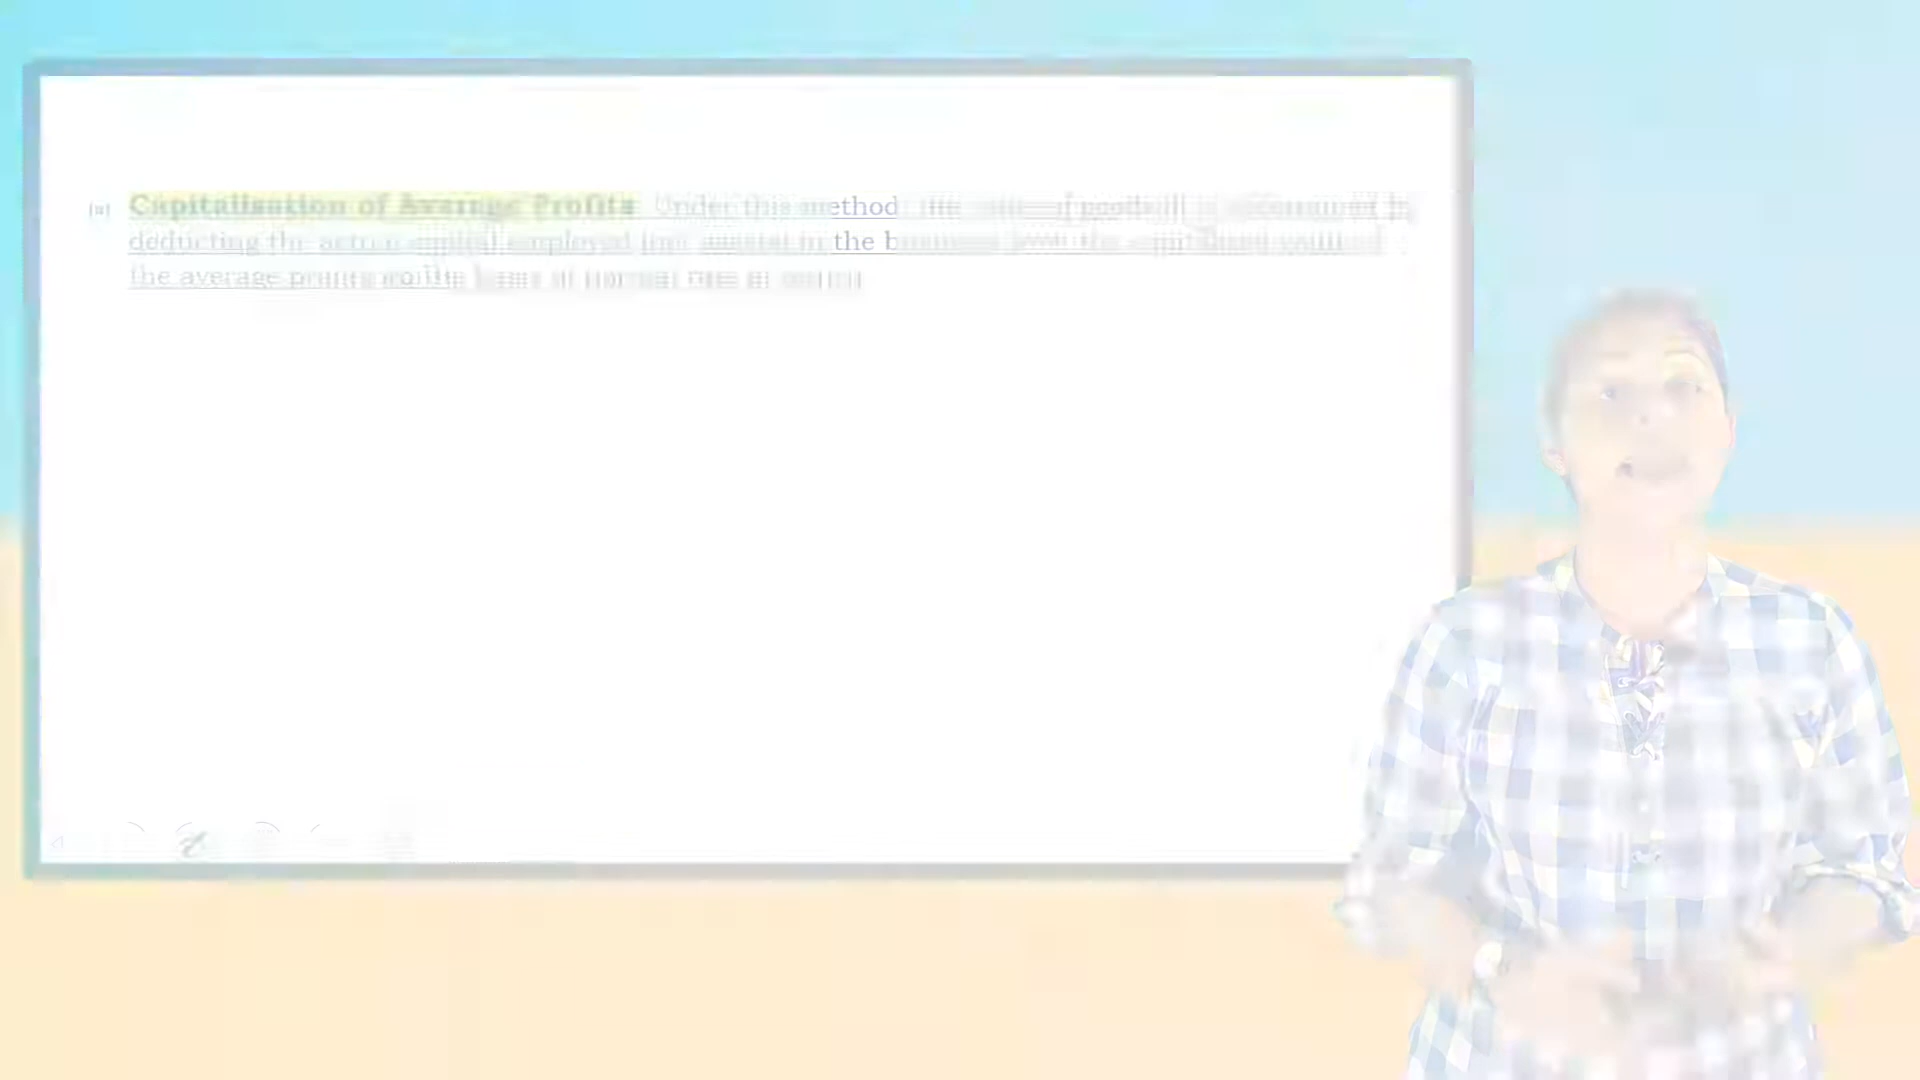 (a) Capitalisation of Average Profits Under this method the value of goodwill is ascertained by
deducting the actual capital employed in the business from the capitalised value of
the average profits on the basis of normal rate of return